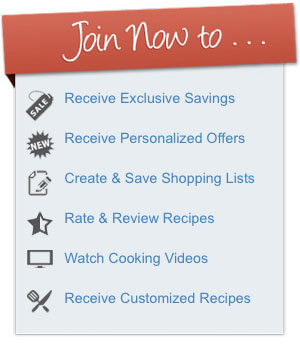 Join Now to . . .
SALE
Receive Exclusive Savings
NEW
Receive Personalized Offers
Create & Save Shopping Lists
Rate & Review Recipes
Watch Cooking Videos
Receive Customized Recipes